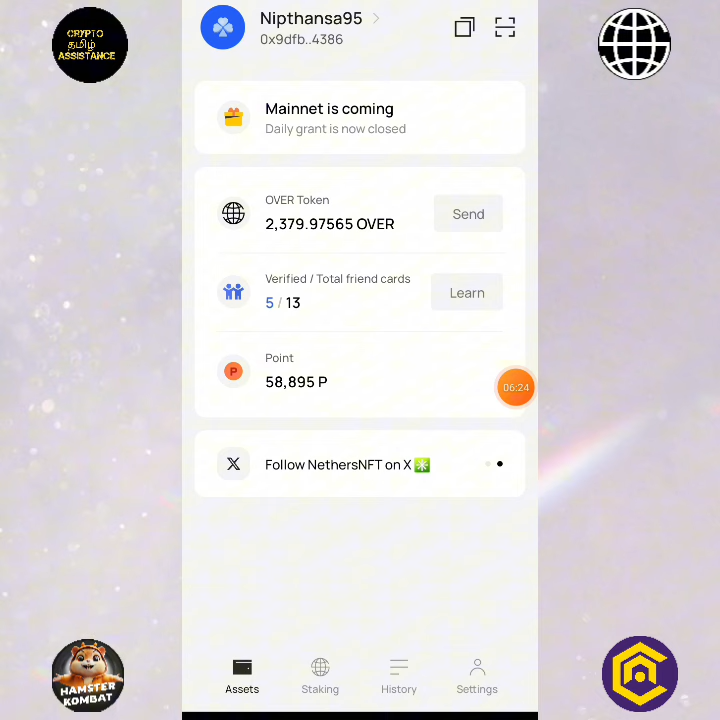 CRYPTO
தமிழ்
ASSISTANCE
Nipthansa95
0x9dfb..4386
Mainnet is coming
Daily grant is now closed
OVER Token
2,379.97565 OVER
Send
Verified / Total friend cards
5 / 13
Learn
Point
P
58,895 P
06:24
X
Follow NethersNFT on X
Assets
Staking
History
Settings
HAMSTER
KOMBAT